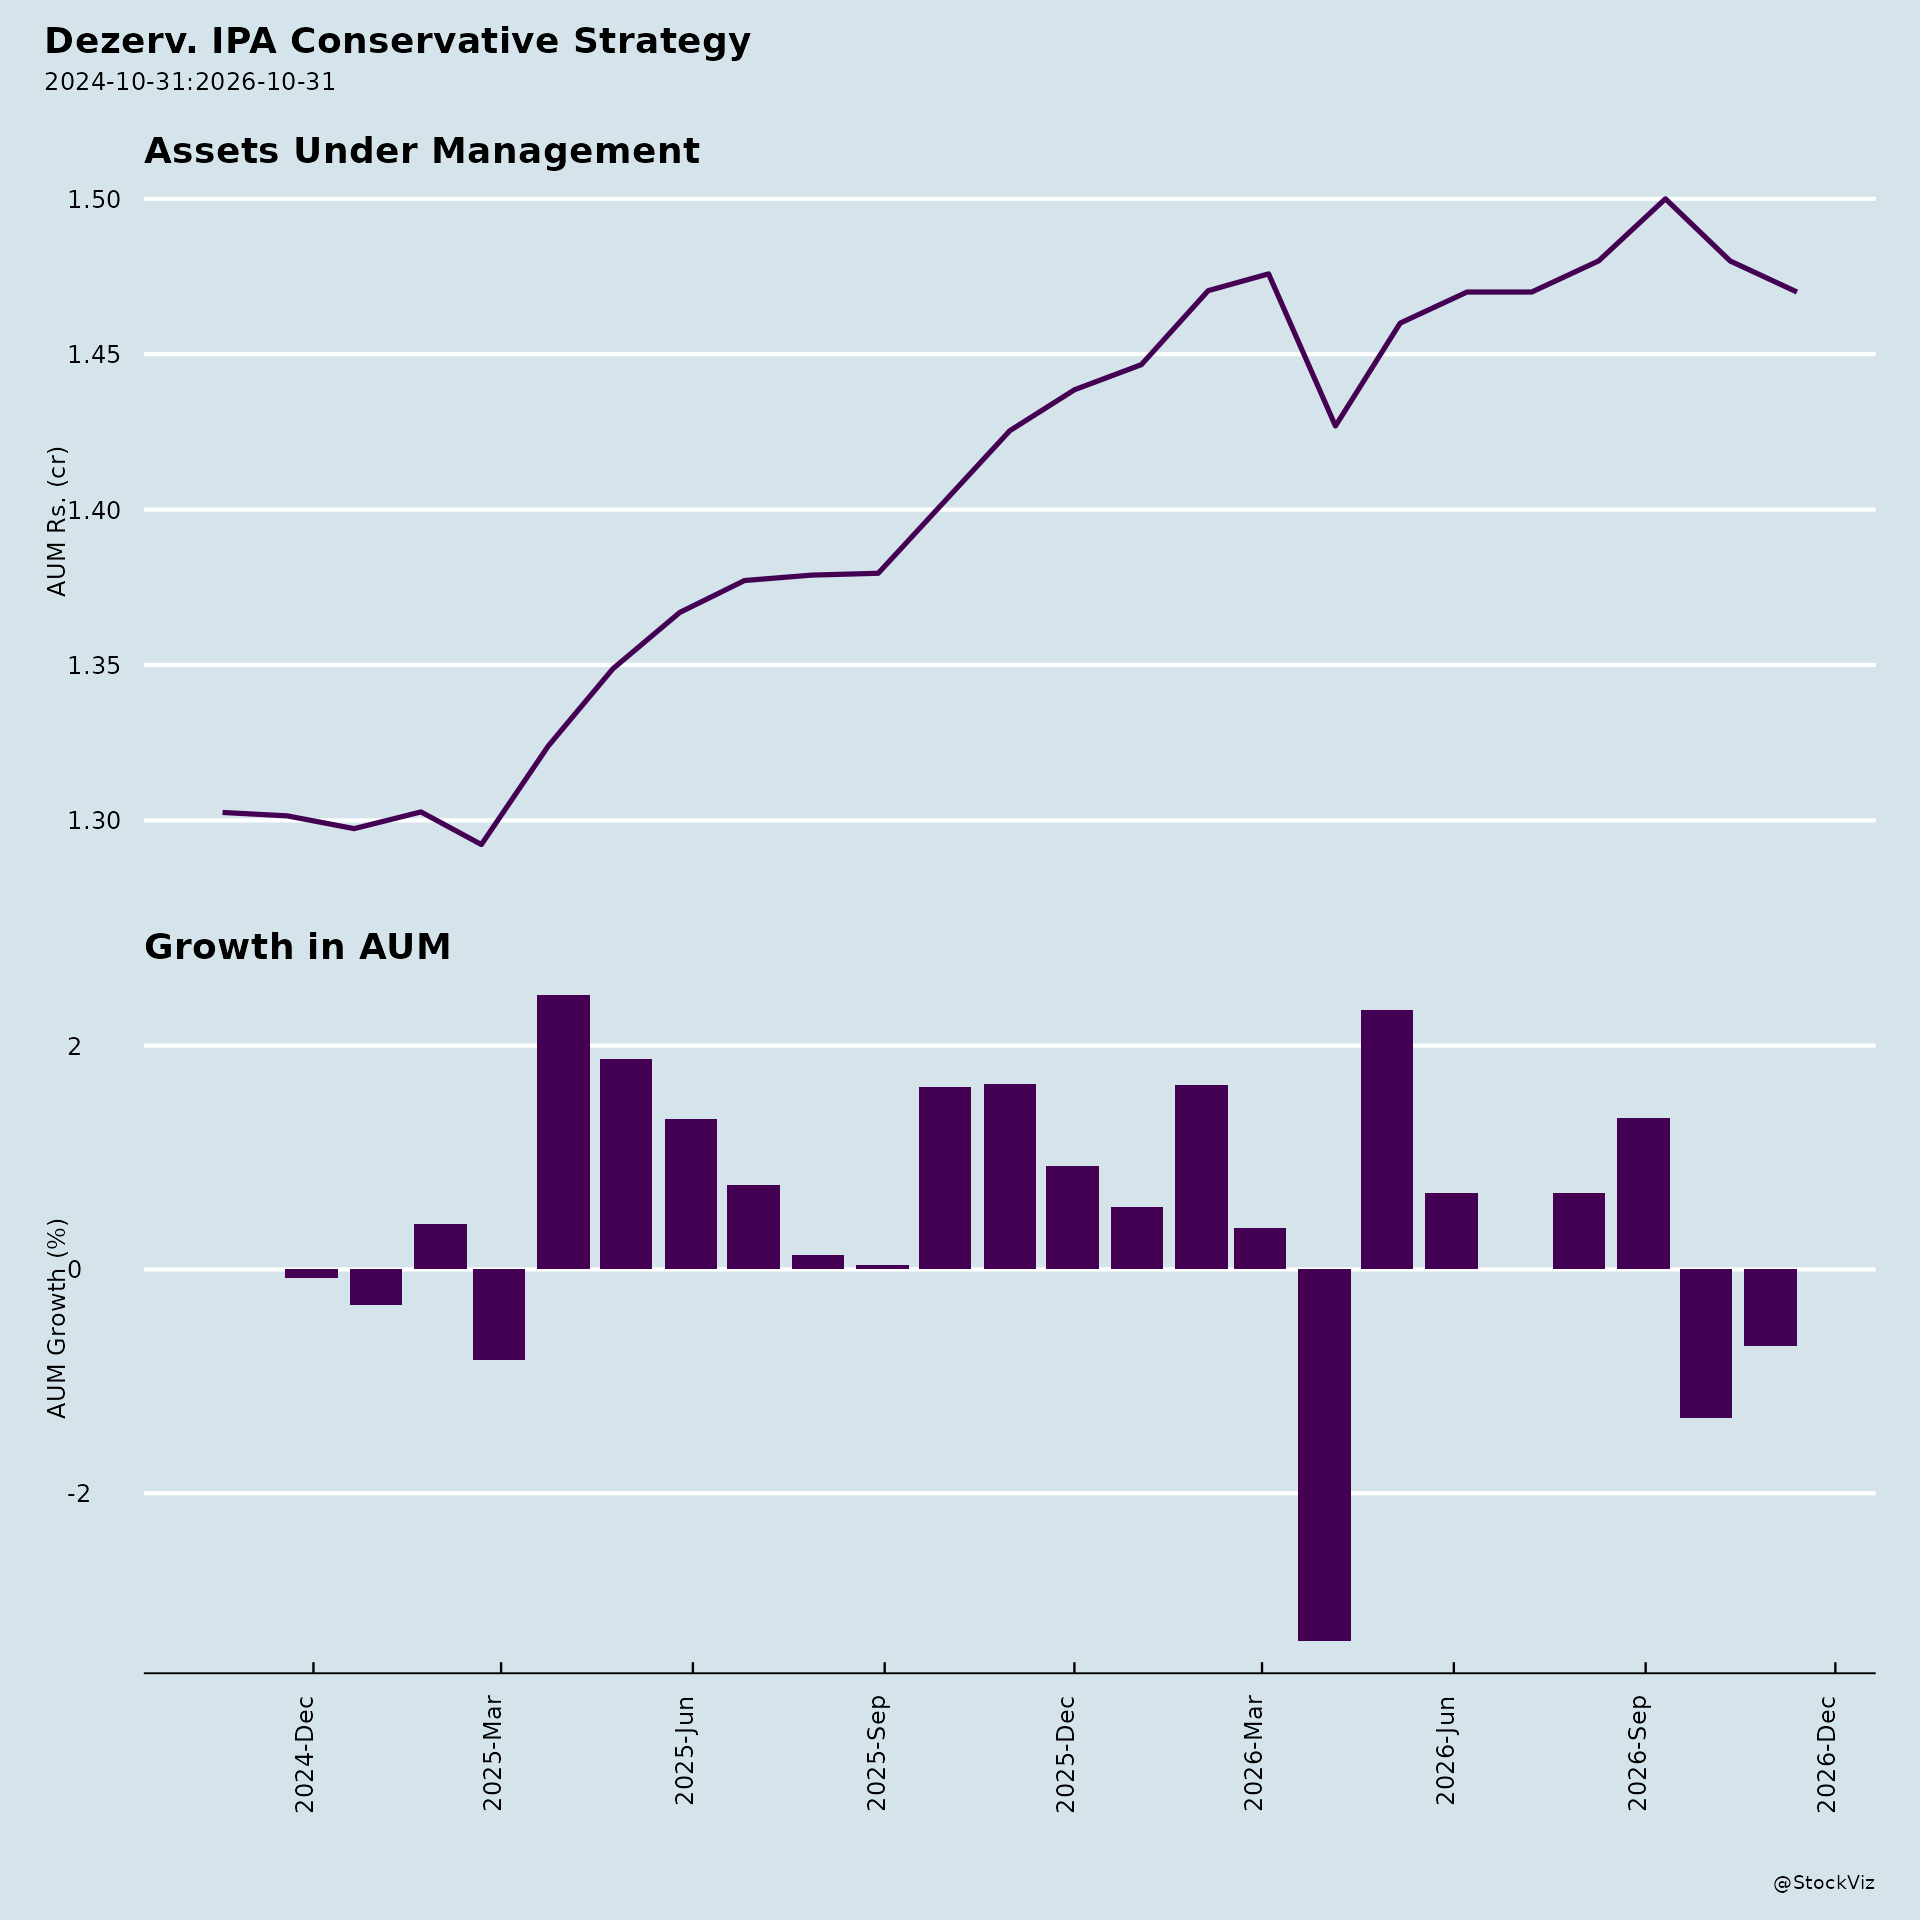 Dezerv. IPA Conservative Strategy
2024-10-31:2026-10-31
Assets Under Management
AUM Rs. (cr)
1.50
1.45
1.40
1.35
1.30
Growth in AUM
AUM Growth (%)
2
0
-2
2024-Dec
2025-Mar
2025-Jun
2025-Sep
2025-Dec
2026-Mar
2026-Jun
2026-Sep
2026-Dec
@StockViz